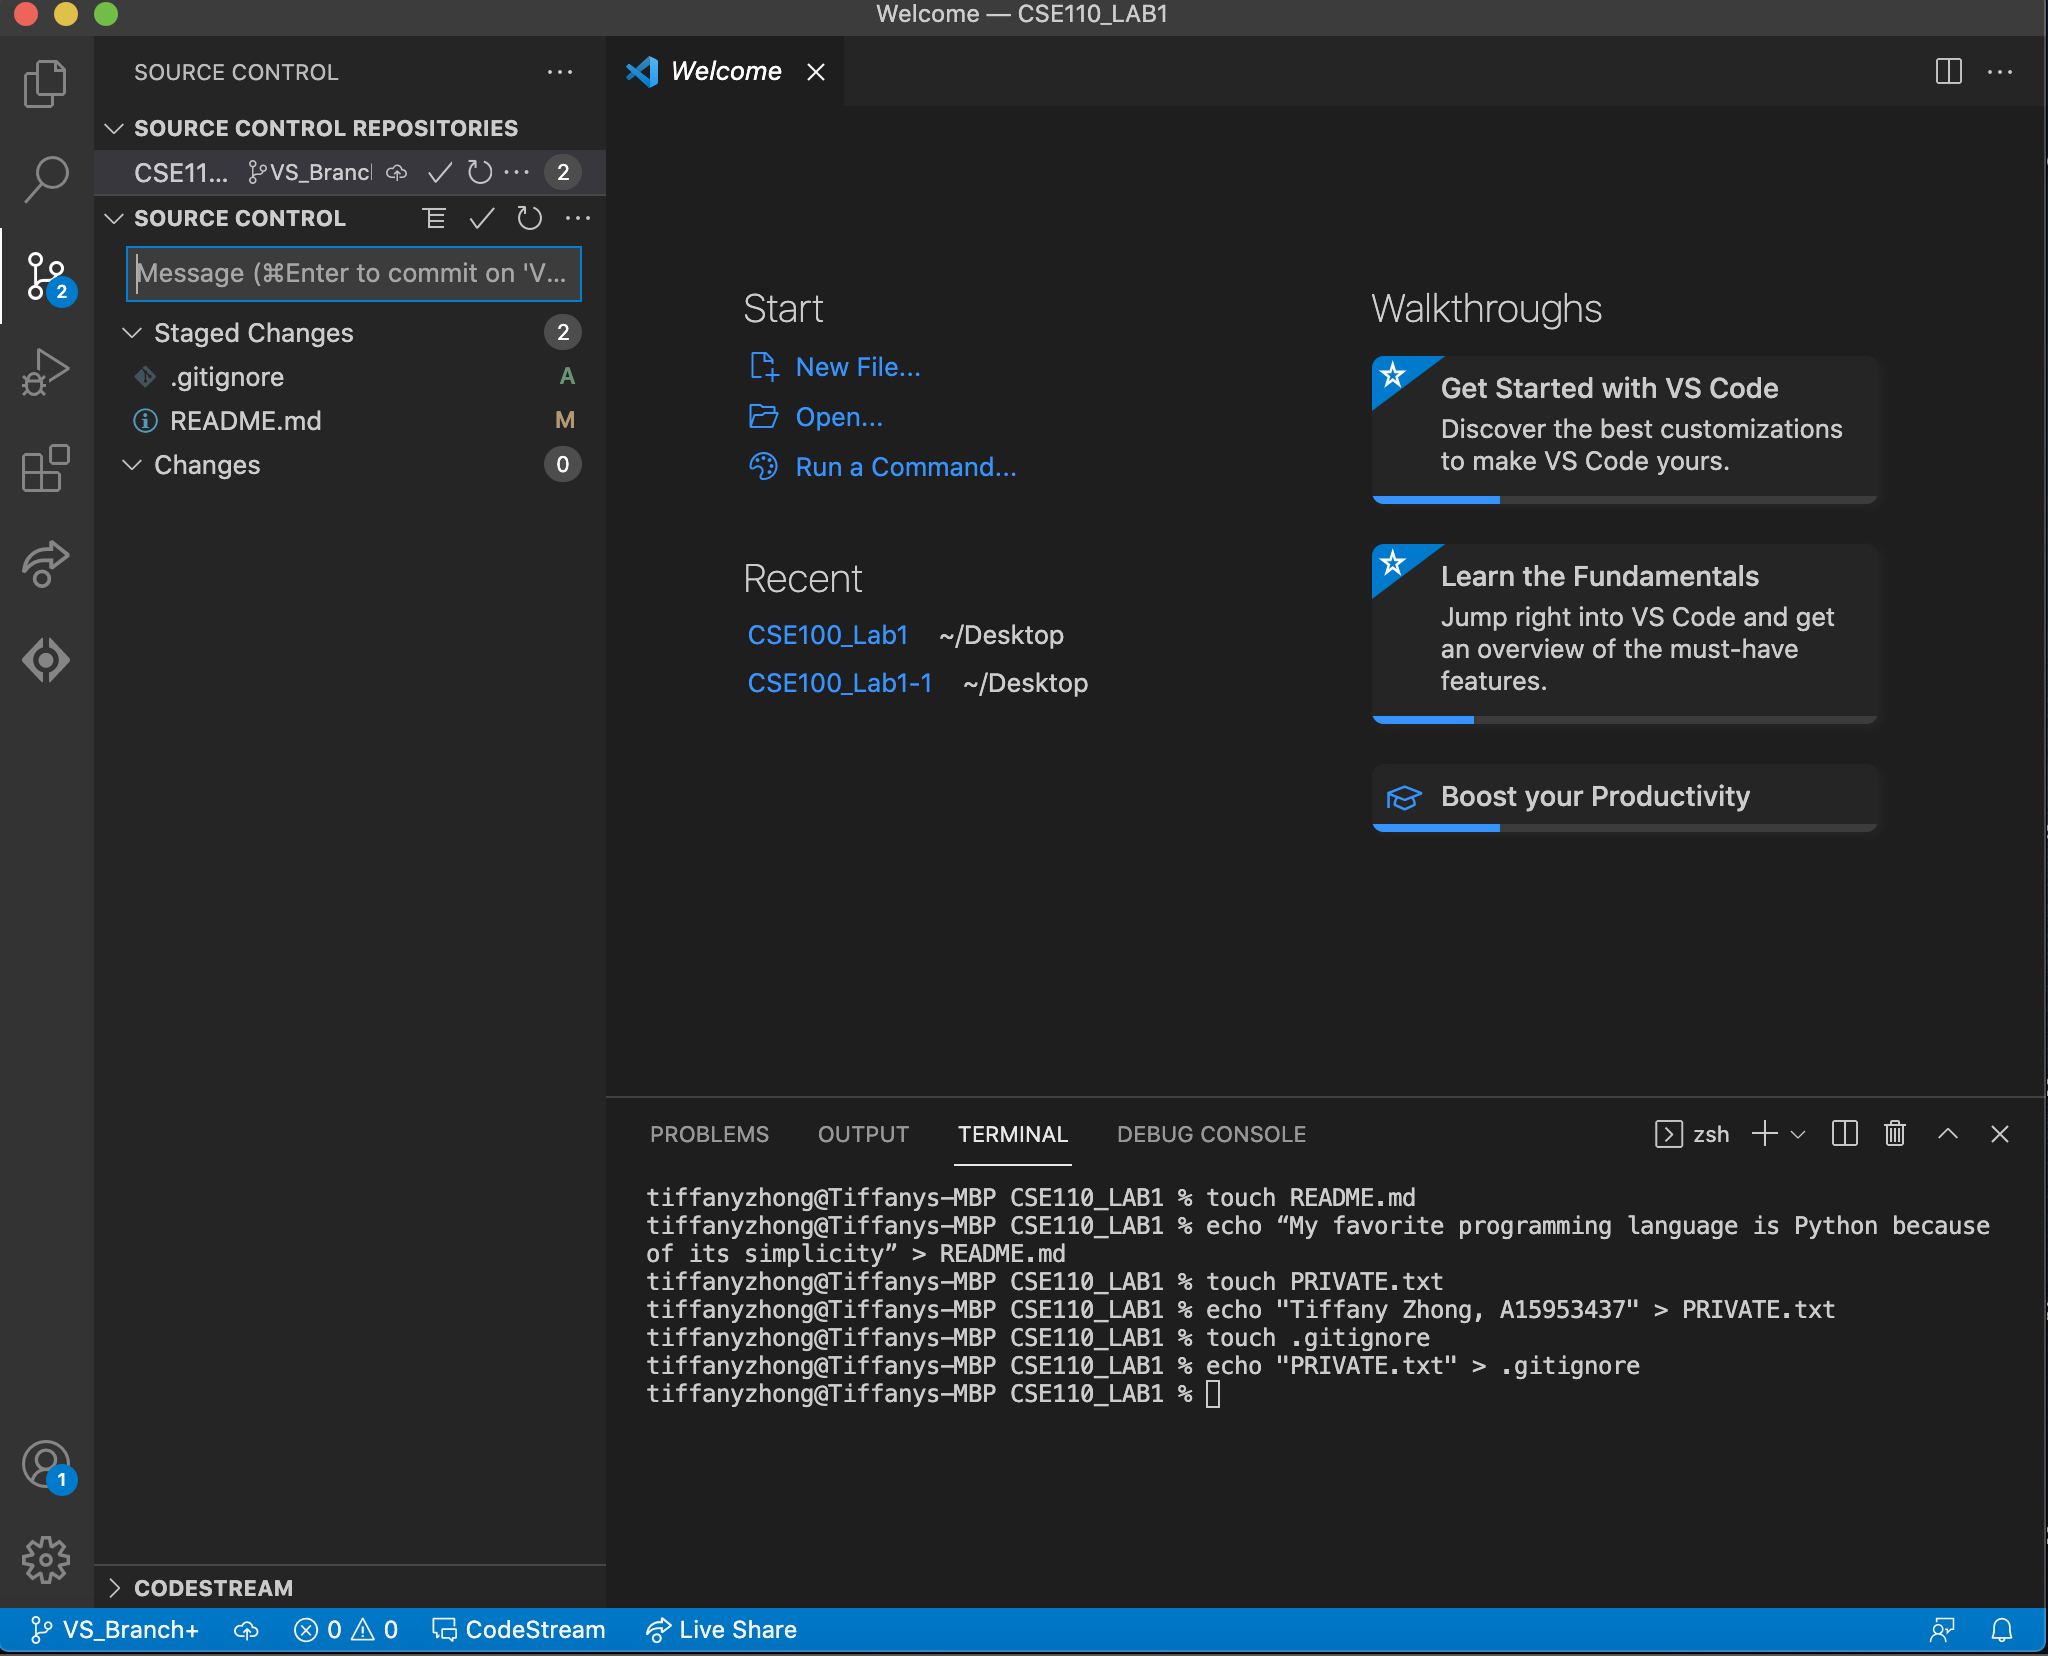 Welcome — CSE110_LAB1
SOURCE CONTROL
SOURCE CONTROL REPOSITORIES
CSE11... VS_Branc 2
SOURCE CONTROL
Message (⌘Enter to commit on 'V...
Staged Changes 2
.gitignore A
README.md M
Changes 0
2
1
CODESTREAM
Welcome
Start
New File...
Open...
Run a Command...
Recent
CSE100_Lab1 ~/Desktop
CSE100_Lab1-1 ~/Desktop
Walkthroughs
Get Started with VS Code
Discover the best customizations
to make VS Code yours.
Learn the Fundamentals
Jump right into VS Code and get
an overview of the must-have
features.
Boost your Productivity
PROBLEMS OUTPUT TERMINAL DEBUG CONSOLE zsh
tiffanyzhong@Tiffanys-MBP CSE110_LAB1 % touch README.md
tiffanyzhong@Tiffanys-MBP CSE110_LAB1 % echo “My favorite programming language is Python because
of its simplicity” > README.md
tiffanyzhong@Tiffanys-MBP CSE110_LAB1 % touch PRIVATE.txt
tiffanyzhong@Tiffanys-MBP CSE110_LAB1 % echo "Tiffany Zhong, A15953437" > PRIVATE.txt
tiffanyzhong@Tiffanys-MBP CSE110_LAB1 % touch .gitignore
tiffanyzhong@Tiffanys-MBP CSE110_LAB1 % echo "PRIVATE.txt" > .gitignore
tiffanyzhong@Tiffanys-MBP CSE110_LAB1 %
VS_Branch+ 0 0 CodeStream Live Share